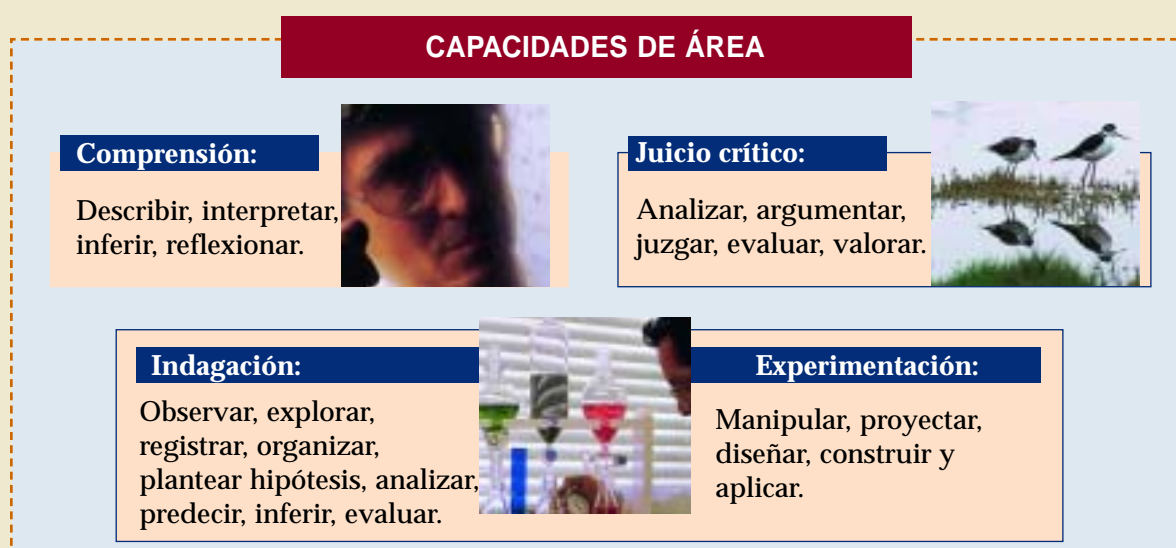 CAPACIDADES DE ÁREA
Comprensión:
Describir, interpretar,
inferir, reflexionar.
Juicio crítico:
Analizar, argumentar,
juzgar, evaluar, valorar.
Indagación:
Observar, explorar,
registrar, organizar,
plantear hipótesis, analizar,
predecir, inferir, evaluar.
Experimentación:
Manipular, proyectar,
diseñar, construir y
aplicar.